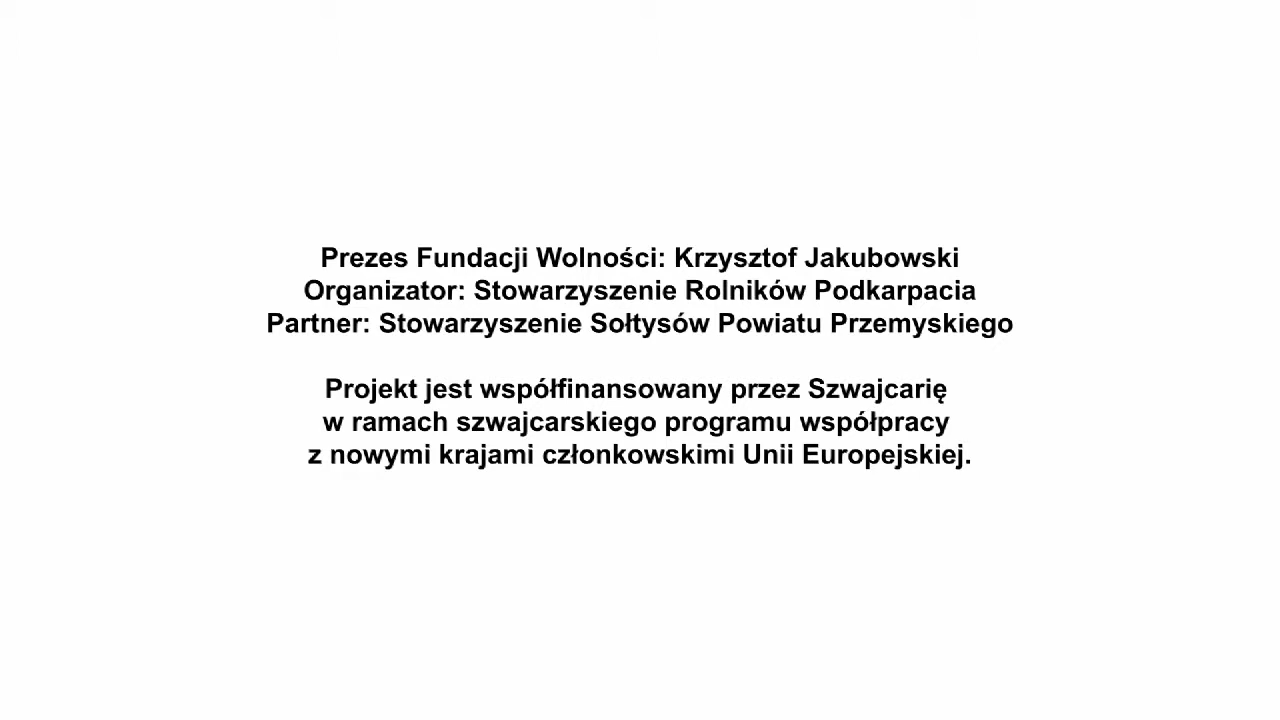 Prezes Fundacji Wolności: Krzysztof Jakubowski
Organizator: Stowarzyszenie Rolników Podkarpacia
Partner: Stowarzyszenie Sołtysów Powiatu Przemyskiego
Projekt jest współfinansowany przez Szwajcarię
w ramach szwajcarskiego programu współpracy
z nowymi krajami członkowskimi Unii Europejskiej.